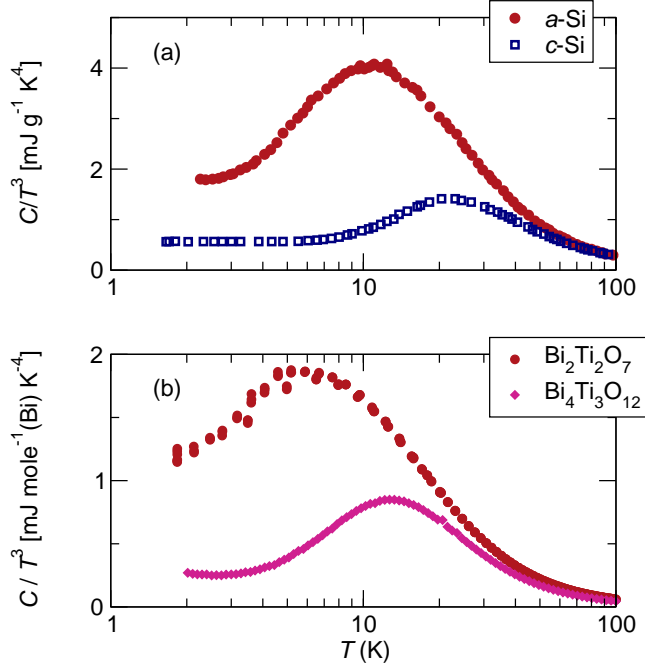 (a)
a-Si
c-Si
C/T³ [mJ g⁻¹ K⁴]
4
2
0
1
10
100
(b)
Bi₂Ti₂O₇
Bi₄Ti₃O₁₂
C / T³ [mJ mole⁻¹(Bi) K⁻⁴]
2
1
0
1
10
100
T (K)